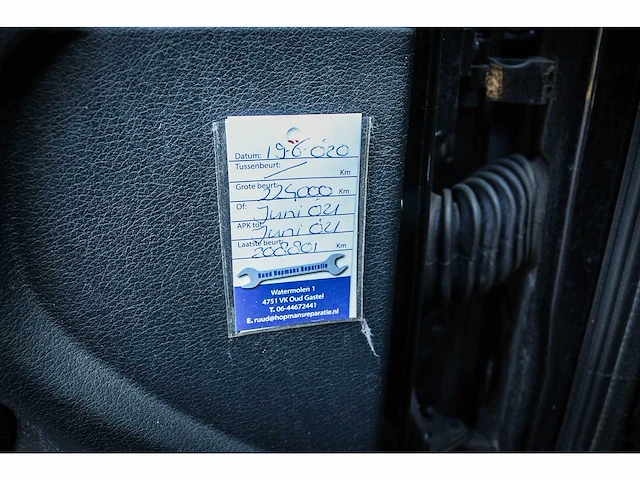 Datum: 19-6-'020
Tussenbeurt: / Km
Grote beurt: 224000 Km
Of: Juni '021
APK tot: Juni '021
Laatste beurt: 208801 Km
Ruud Hopmans Reparatie
Watermolen 1
4751 VK Oud Gastel
T. 06-44672441
E. ruud@hopmansreparatie.nl